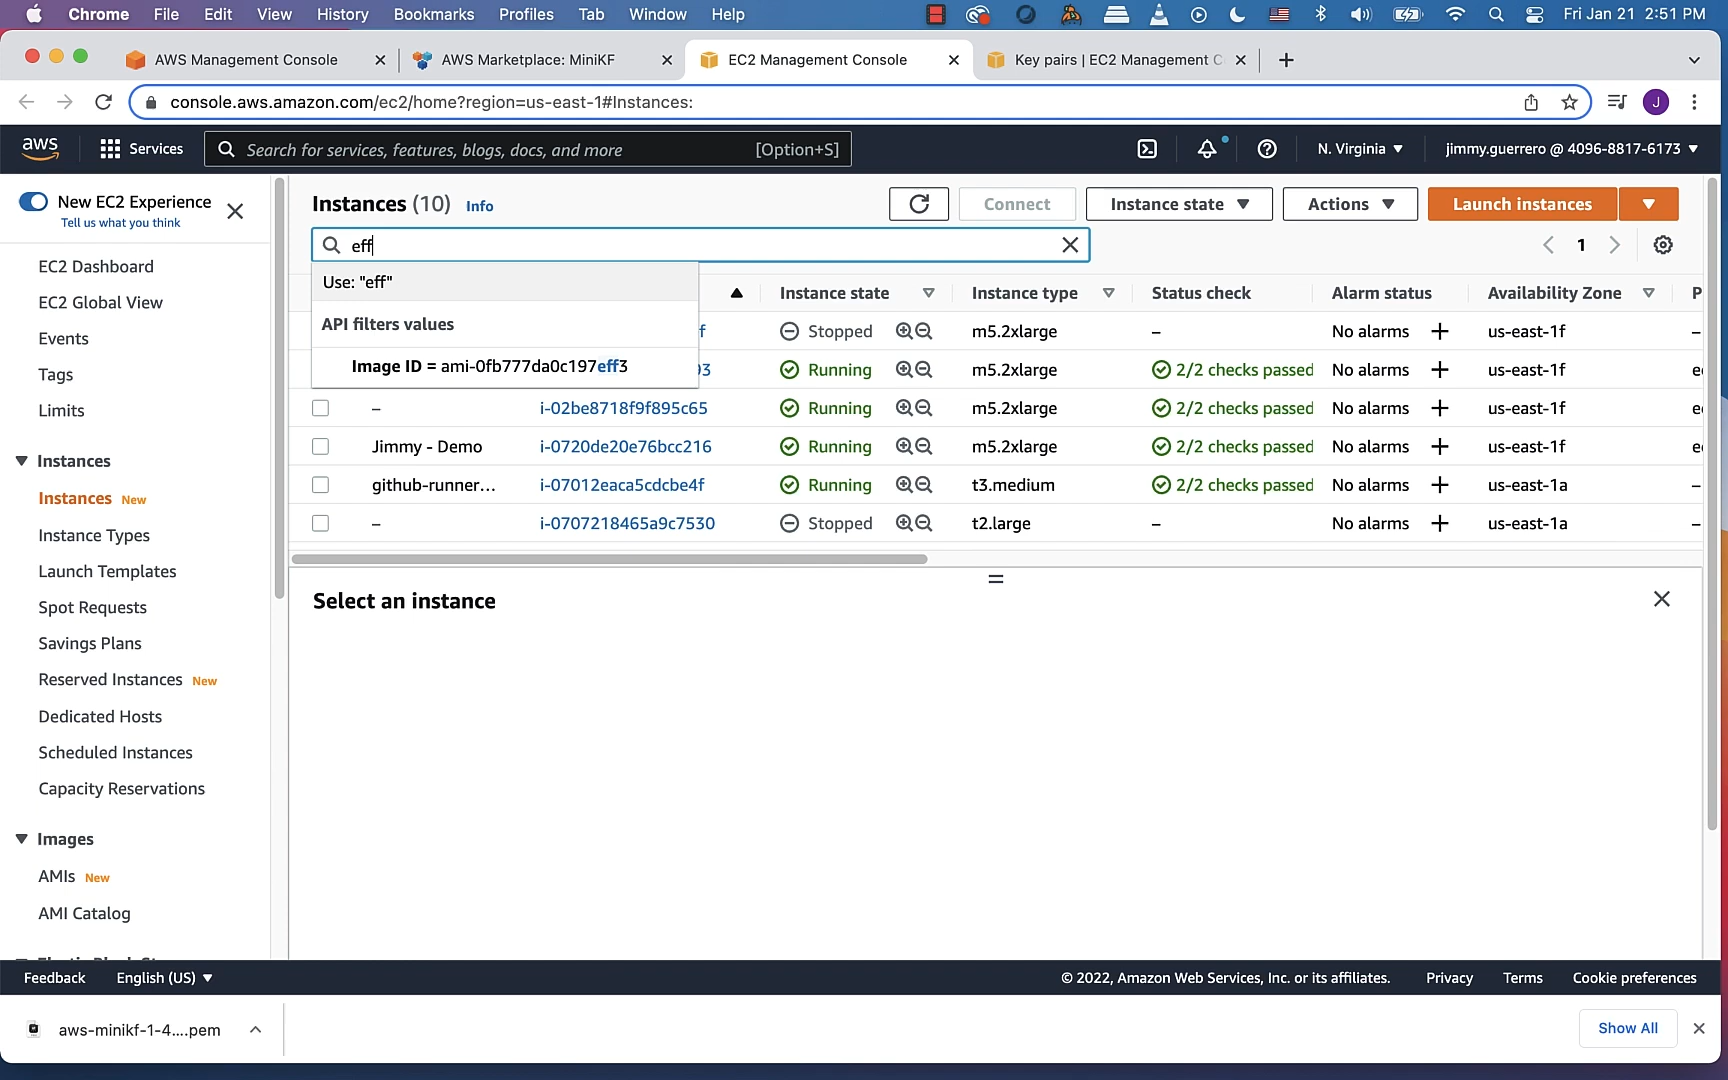 Chrome File Edit View History Bookmarks Profiles Tab Window Help Fri Jan 21 2:51 PM
AWS Management Console AWS Marketplace: MiniKF EC2 Management Console Key pairs | EC2 Management C
console.aws.amazon.com/ec2/home?region=us-east-1#Instances: J
aws Services Search for services, features, blogs, docs, and more [Option+S] N. Virginia ▼ jimmy.guerrero @ 4096-8817-6173 ▼
New EC2 Experience
Tell us what you think
EC2 Dashboard
EC2 Global View
Events
Tags
Limits
Instances
Instances New
Instance Types
Launch Templates
Spot Requests
Savings Plans
Reserved Instances New
Dedicated Hosts
Scheduled Instances
Capacity Reservations
Images
AMIs New
AMI Catalog
Instances (10) Info Connect Instance state ▼ Actions ▼ Launch instances ▼
eff 1
Use: "eff"
API filters values
Image ID = ami-0fb777da0c197eff3
Instance state Instance type Status check Alarm status Availability Zone P
f Stopped m5.2xlarge – No alarms + us-east-1f –
93 Running m5.2xlarge 2/2 checks passed No alarms + us-east-1f
– i-02be8718f9f895c65 Running m5.2xlarge 2/2 checks passed No alarms + us-east-1f
Jimmy - Demo i-0720de20e76bcc216 Running m5.2xlarge 2/2 checks passed No alarms + us-east-1f
github-runner... i-07012eaca5cdcbe4f Running t3.medium 2/2 checks passed No alarms + us-east-1a –
– i-0707218465a9c7530 Stopped t2.large – No alarms + us-east-1a –
Select an instance
Feedback English (US) ▼ © 2022, Amazon Web Services, Inc. or its affiliates. Privacy Terms Cookie preferences
aws-minikf-1-4....pem Show All